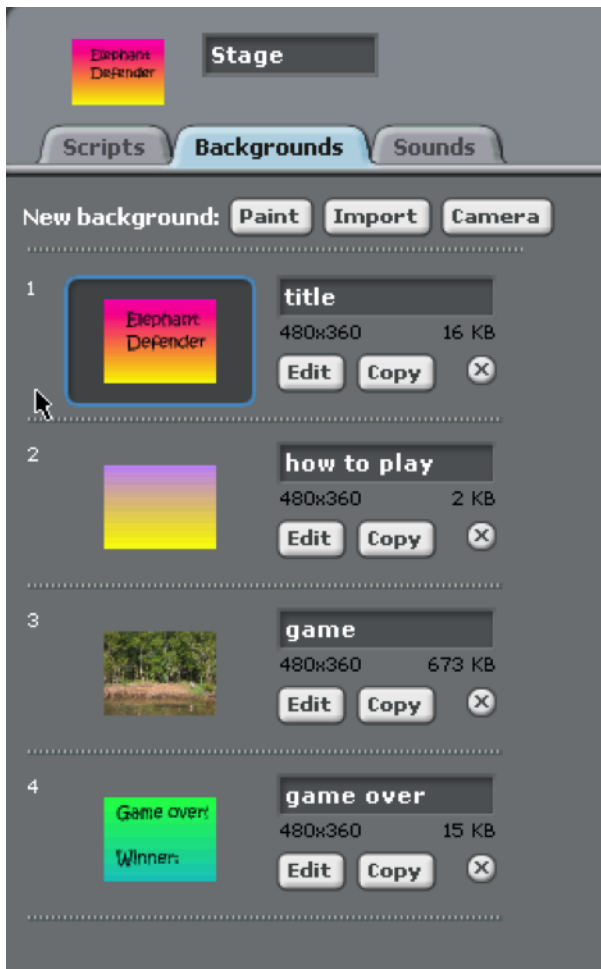 Elephant
Defender
Stage
Scripts Backgrounds Sounds
New background: Paint Import Camera
1
Elephant
Defender
title
480x360 16 KB
Edit Copy
2
how to play
480x360 2 KB
Edit Copy
3
game
480x360 673 KB
Edit Copy
4
Game over!
Winner:
game over
480x360 15 KB
Edit Copy